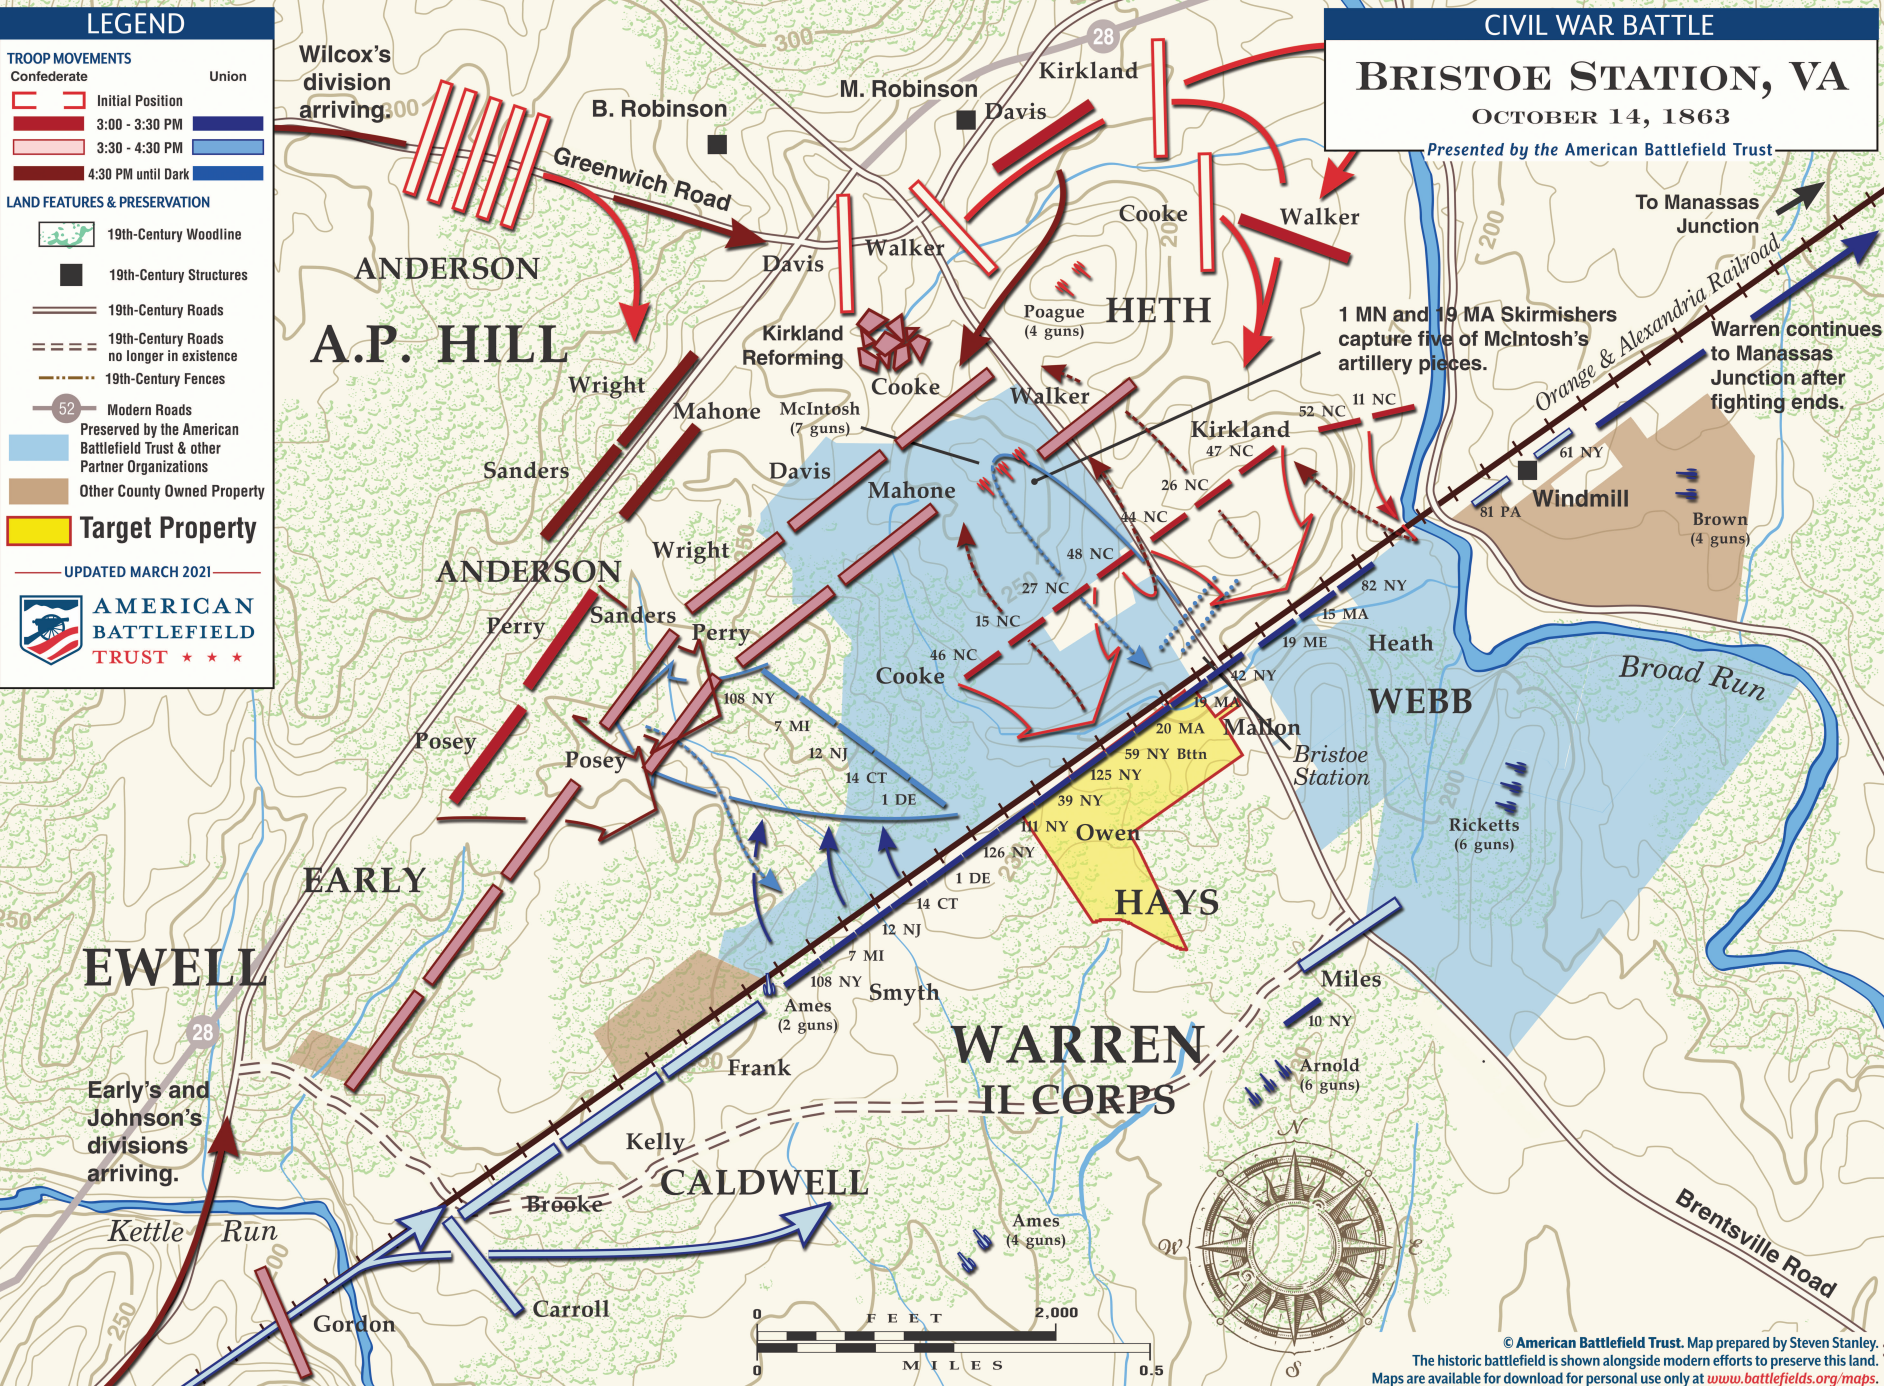 LEGEND
TROOP MOVEMENTS
Confederate Union
Initial Position
3:00 - 3:30 PM
3:30 - 4:30 PM
4:30 PM until Dark
LAND FEATURES & PRESERVATION
19th-Century Woodline
19th-Century Structures
19th-Century Roads
19th-Century Roads
no longer in existence
19th-Century Fences
52 Modern Roads
Preserved by the American
Battlefield Trust & other
Partner Organizations
Other County Owned Property
Target Property
UPDATED MARCH 2021
AMERICAN
BATTLEFIELD
TRUST
CIVIL WAR BATTLE
BRISTOE STATION, VA
OCTOBER 14, 1863
Presented by the American Battlefield Trust
Wilcox's
division
arriving.
300
300
28
B. Robinson
M. Robinson
Greenwich Road
Kirkland
Davis
Cooke
Walker
200
200
To Manassas
Junction
Orange & Alexandria Railroad
ANDERSON
A.P. HILL
Davis
Walker
Poague
(4 guns)
HETH
Kirkland
Reforming
1 MN and 19 MA Skirmishers
capture five of McIntosh's
artillery pieces.
Warren continues
to Manassas
Junction after
fighting ends.
Wright
Mahone
Cooke
McIntosh
(7 guns)
Walker
Kirkland
52 NC
11 NC
47 NC
26 NC
44 NC
48 NC
27 NC
15 NC
46 NC
Cooke
61 NY
81 PA
Windmill
Brown
(4 guns)
Sanders
Davis
Mahone
Wright
250
250
ANDERSON
Sanders
Perry
Perry
Posey
Posey
108 NY
7 MI
12 NJ
14 CT
1 DE
82 NY
15 MA
19 ME
42 NY
19 MA
20 MA
59 NY Bttn
125 NY
39 NY
111 NY
126 NY
1 DE
14 CT
12 NJ
7 MI
108 NY
Heath
WEBB
Mallon
Bristoe
Station
Broad Run
200
Ricketts
(6 guns)
Owen
HAYS
EARLY
EWELL
250
28
Smyth
Ames
(2 guns)
Miles
10 NY
Arnold
(6 guns)
WARREN
II CORPS
Frank
Kelly
CALDWELL
Brooke
Early's and
Johnson's
divisions
arriving.
Kettle Run
250
Gordon
Carroll
Ames
(4 guns)
N
W
E
S
Brentsville Road
0 2,000
FEET
MILES
0 0.5
© American Battlefield Trust. Map prepared by Steven Stanley.
The historic battlefield is shown alongside modern efforts to preserve this land.
Maps are available for download for personal use only at www.battlefields.org/maps.